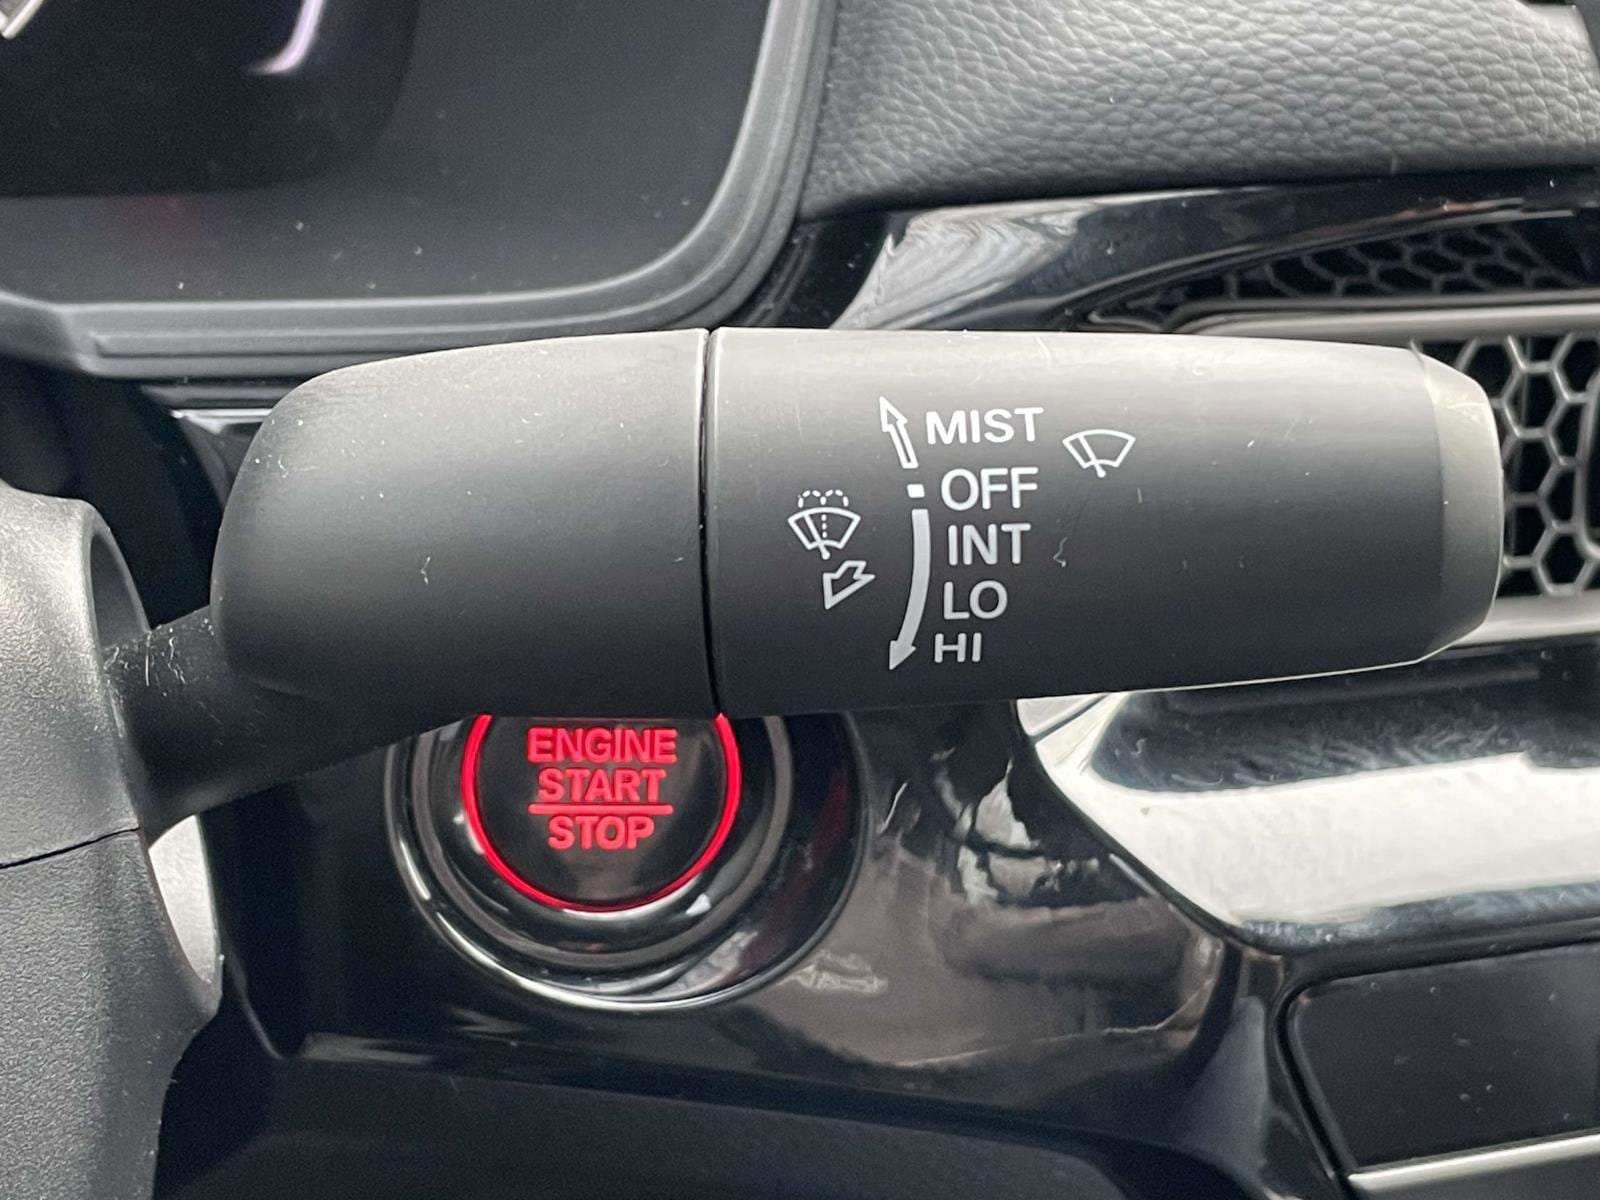 MIST
OFF
INT
LO
HI
ENGINE
START
STOP